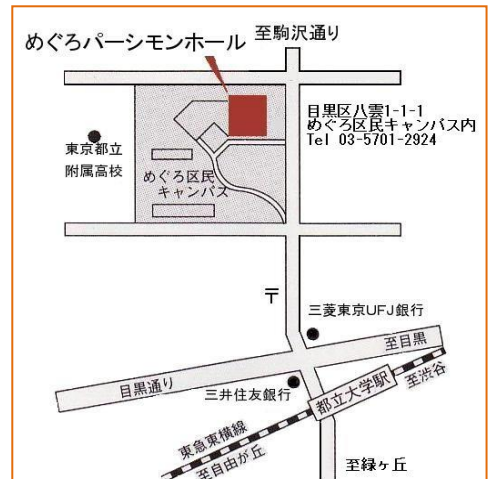 めぐろパーシモンホール
至駒沢通り
目黒区八雲1-1-1
めぐろ区民キャンパス内
Tel 03-5701-2924
東京都立
附属高校
めぐろ区民
キャンパス
〒
三菱東京UFJ銀行
至目黒
目黒通り
三井住友銀行
都立大学駅
至渋谷
東急東横線
至自由が丘
至緑ヶ丘